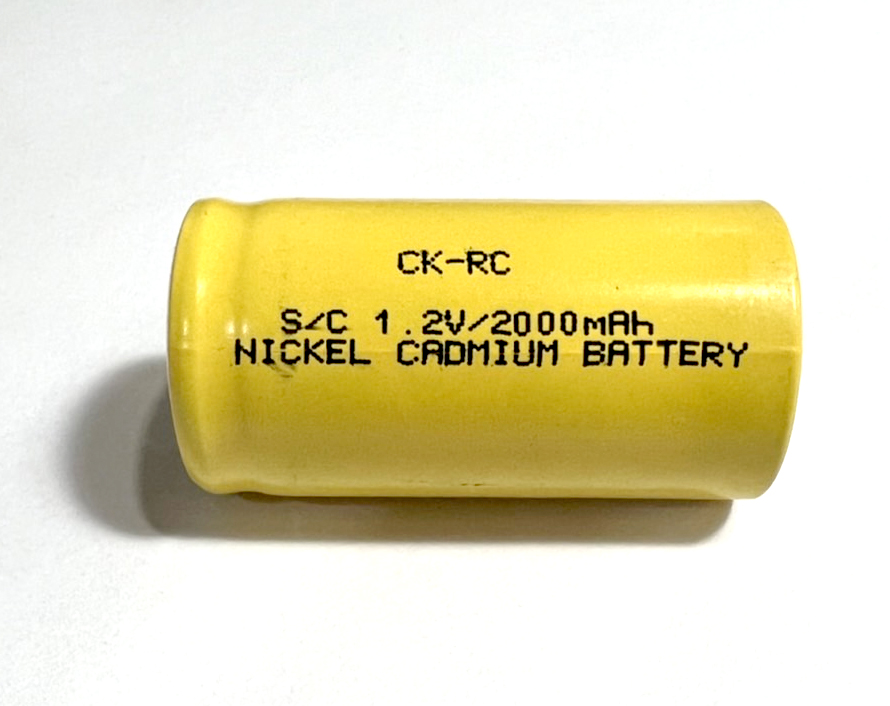 CK-RC
S/C 1.2V/2000mAh
NICKEL CADMIUM BATTERY